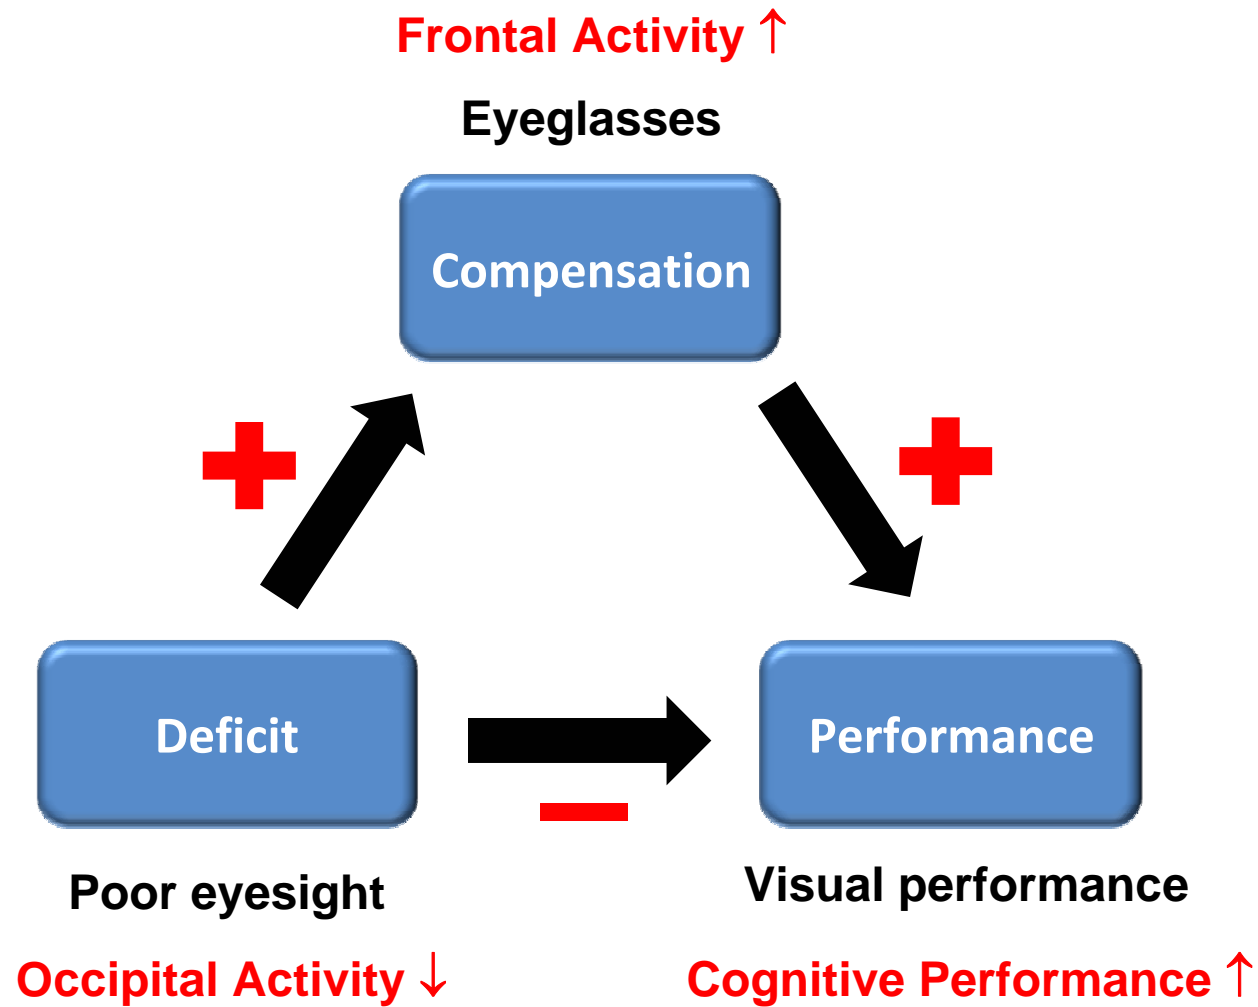 Frontal Activity ↑
Eyeglasses
Compensation
Deficit
Performance
Poor eyesight
Visual performance
Occipital Activity ↓
Cognitive Performance ↑